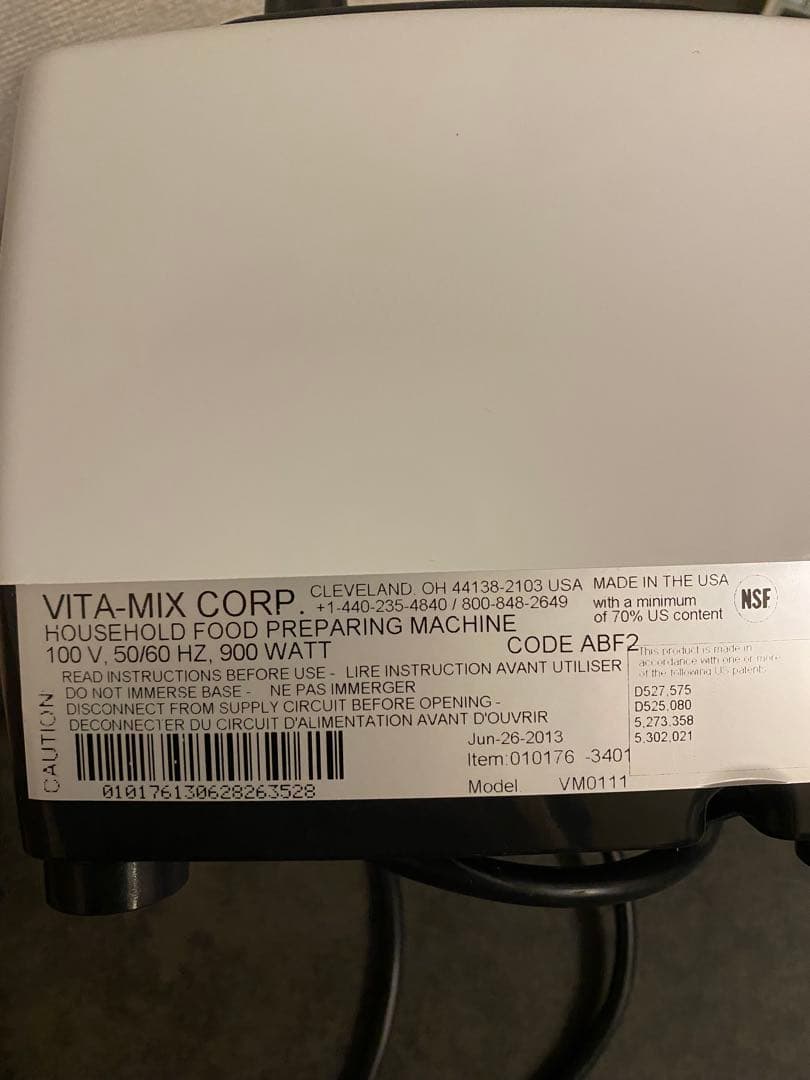 VITA-MIX CORP.
CLEVELAND, OH 44138-2103 USA
+1-440-235-4840 / 800-848-2649
MADE IN THE USA
with a minimum
of 70% US content
NSF
HOUSEHOLD FOOD PREPARING MACHINE
100 V, 50/60 HZ, 900 WATT
CODE ABF2
CAUTION
READ INSTRUCTIONS BEFORE USE - LIRE INSTRUCTION AVANT UTILISER
DO NOT IMMERSE BASE - NE PAS IMMERGER
DISCONNECT FROM SUPPLY CIRCUIT BEFORE OPENING -
DECONNECTER DU CIRCUIT D'ALIMENTATION AVANT D'OUVRIR
This product is made in
accordance with one or more
of the following US patents
D527,575
D525,080
5,273,358
5,302,021
Jun-26-2013
Item:010176 -3401
Model VM0111
010176130628263528